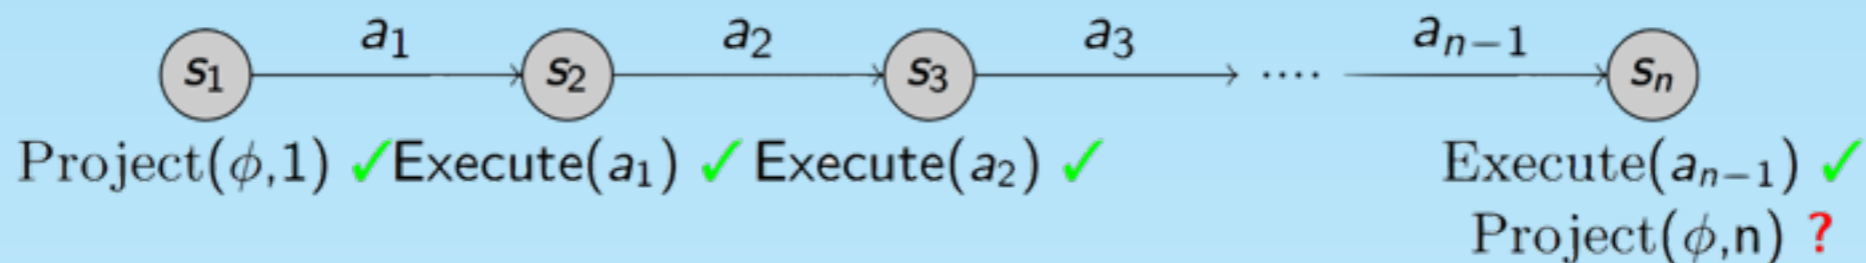 a₁ a₂ a₃ aₙ₋₁
s₁ s₂ s₃ ···· sₙ
Project(ϕ,1) ✓ Execute(a₁) ✓ Execute(a₂) ✓ Execute(aₙ₋₁) ✓
Project(ϕ,n) ?